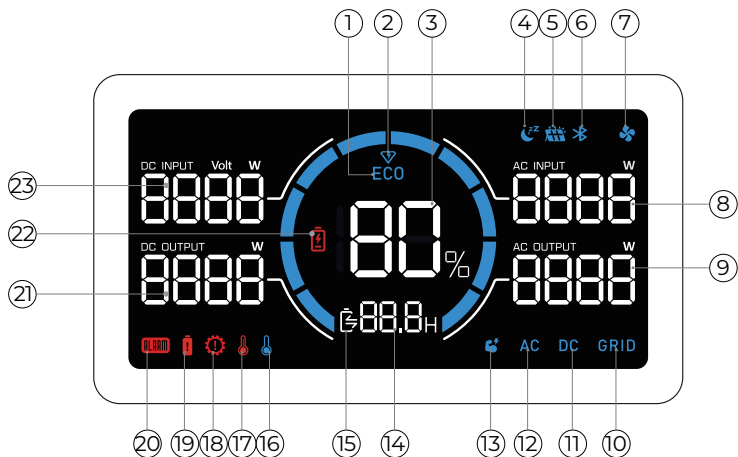 1 2 3 4 5 6 7
DC INPUT Volt W
8888
ECO
AC INPUT W
8888
23
8
22
80%
DC OUTPUT W
8888
AC OUTPUT W
8888
9
21
88.8H
ALARM
AC DC GRID
20 19 18 17 16 15 14 13 12 11 10